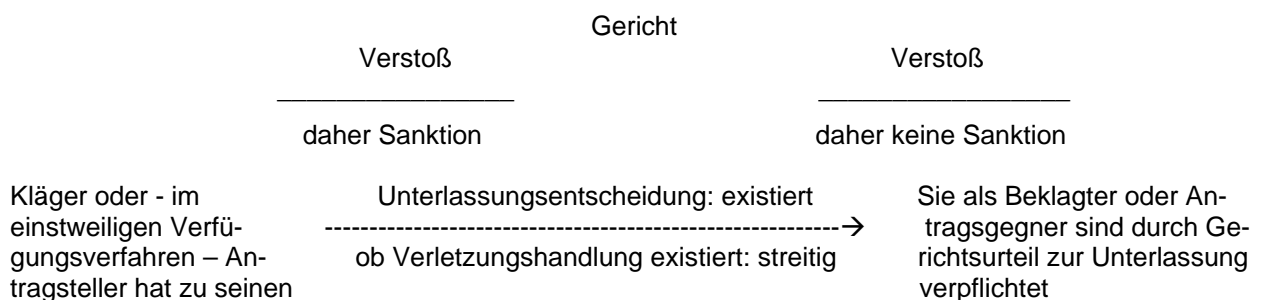 Gericht
Verstoß Verstoß
________________ _________________
daher Sanktion daher keine Sanktion
Kläger oder - im Unterlassungsentscheidung: existiert Sie als Beklagter oder An-
einstweiligen Verfü- ----------------------------------------------------------→ tragsgegner sind durch Ge-
gungsverfahren – An- ob Verletzungshandlung existiert: streitig richtsurteil zur Unterlassung
tragsteller hat zu seinen verpflichtet